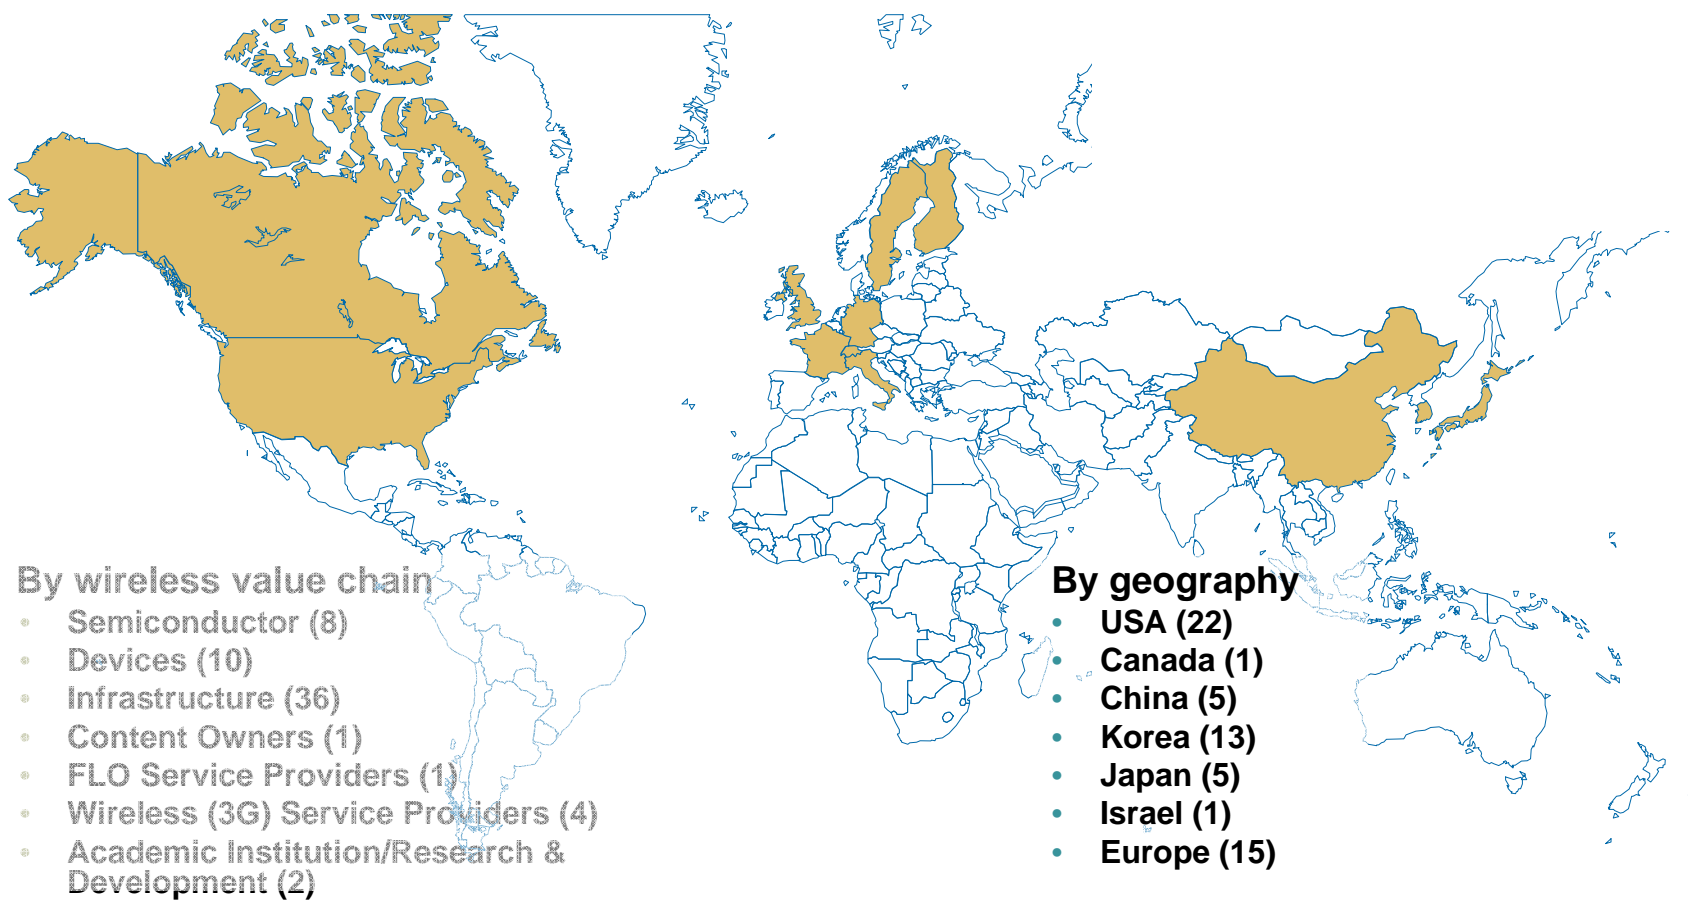 By wireless value chain
• Semiconductor (8)
• Devices (10)
• Infrastructure (36)
• Content Owners (1)
• FLO Service Providers (1)
• Wireless (3G) Service Providers (4)
• Academic Institution/Research &
Development (2)
By geography
• USA (22)
• Canada (1)
• China (5)
• Korea (13)
• Japan (5)
• Israel (1)
• Europe (15)